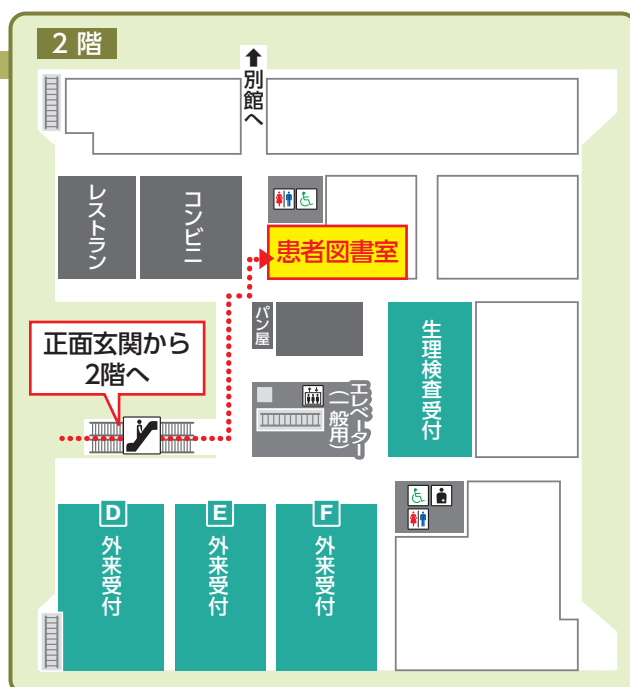 2 階
別館へ
レストラン
コンビニ
患者図書室
正面玄関から
2階へ
パン屋
エレベーター
(一般用)
生理検査受付
D
外来受付
E
外来受付
F
外来受付